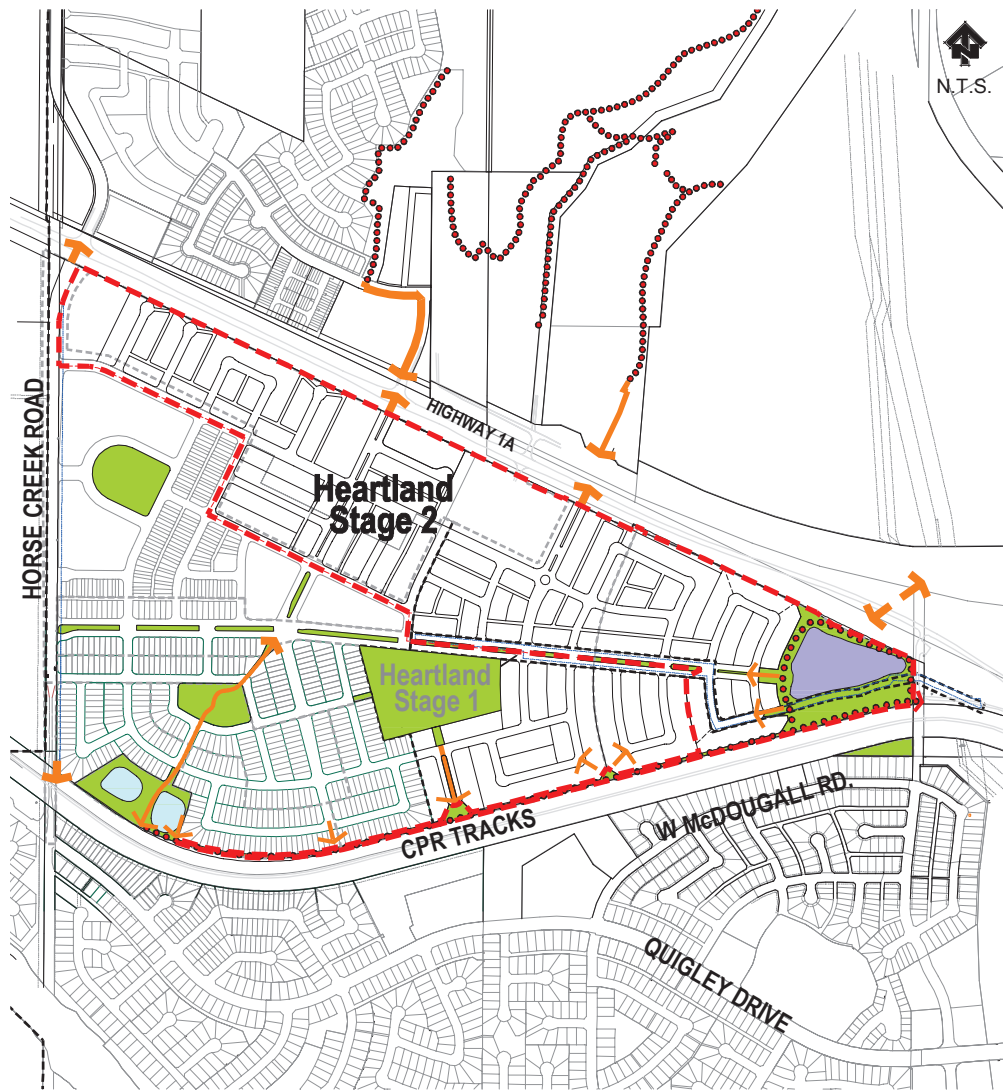 N
N.T.S.
HIGHWAY 1A
HORSE CREEK ROAD
Heartland
Stage 2
Heartland
Stage 1
W McDOUGALL RD.
CPR TRACKS
QUIGLEY DRIVE